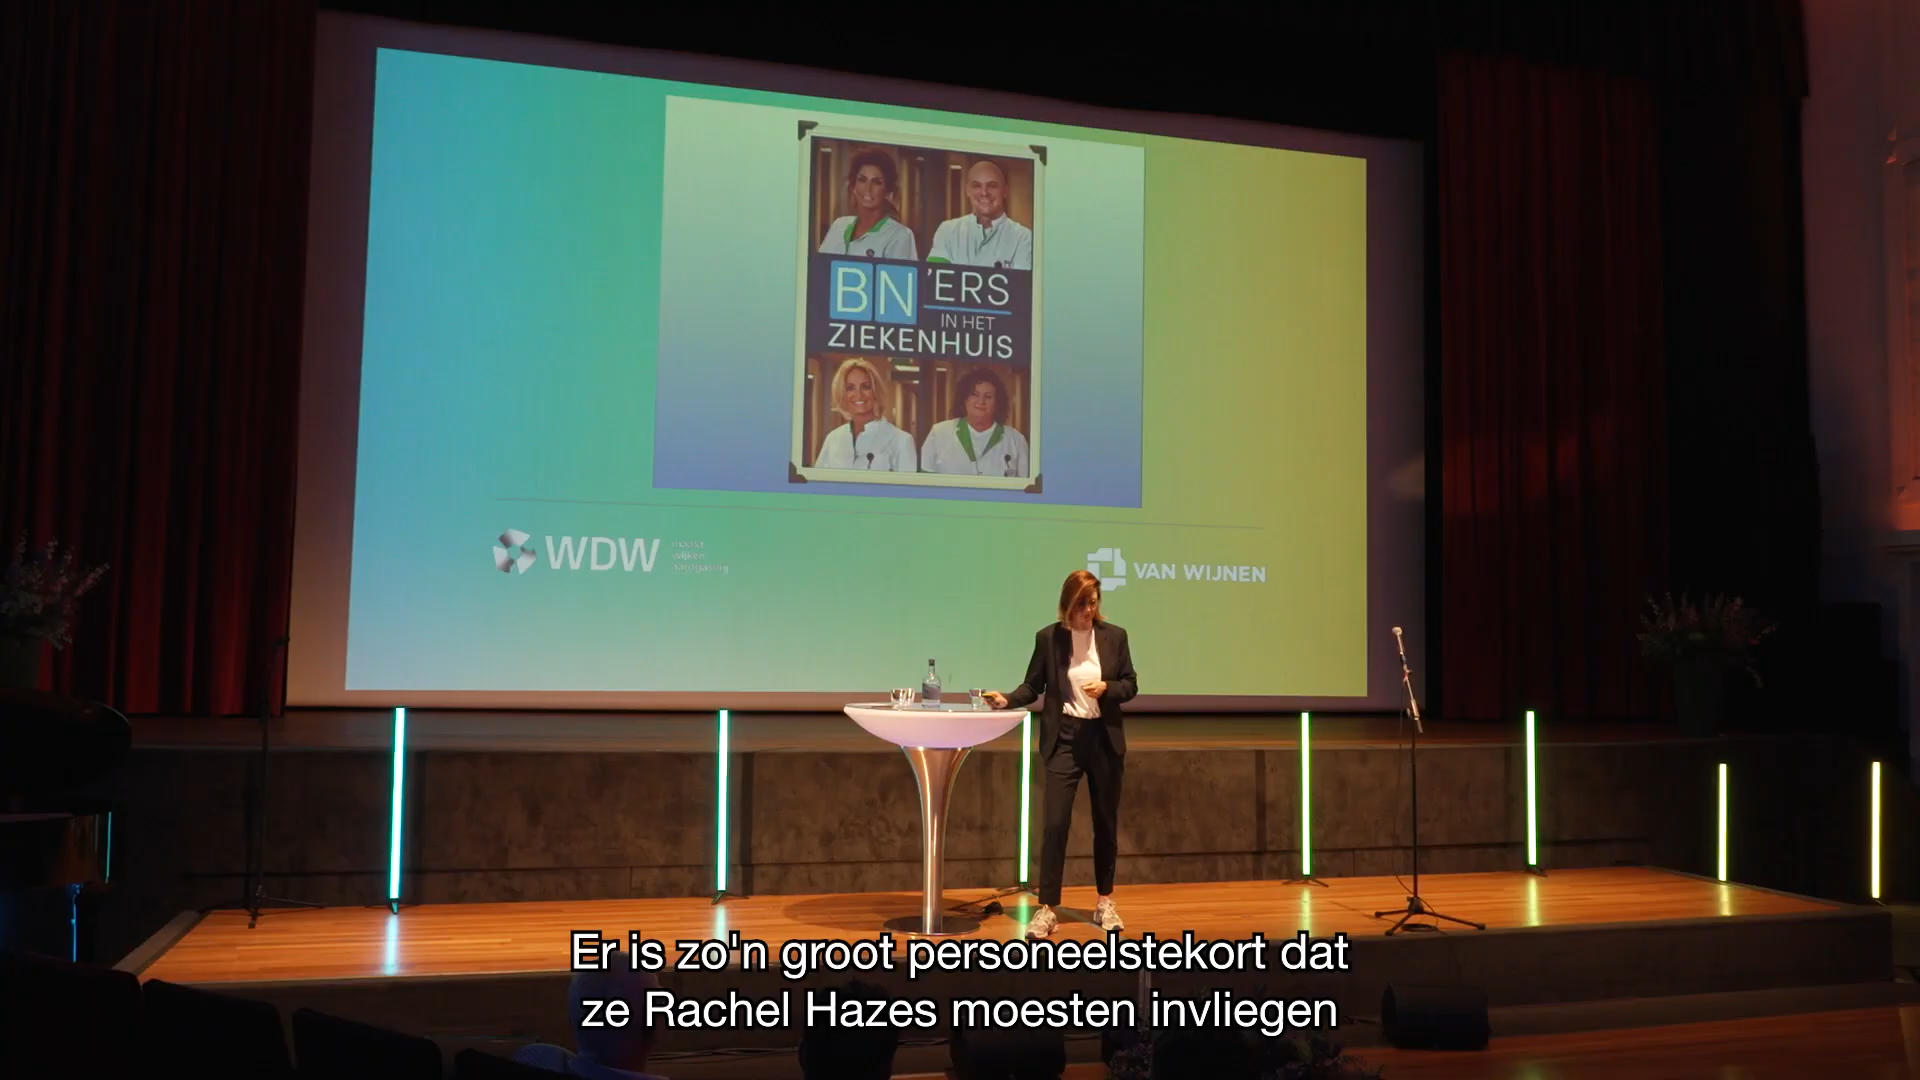 BN'ERS
IN HET
ZIEKENHUIS
WDW
wijken
VAN WIJNEN
Er is zo'n groot personeelstekort dat
ze Rachel Hazes moesten invliegen